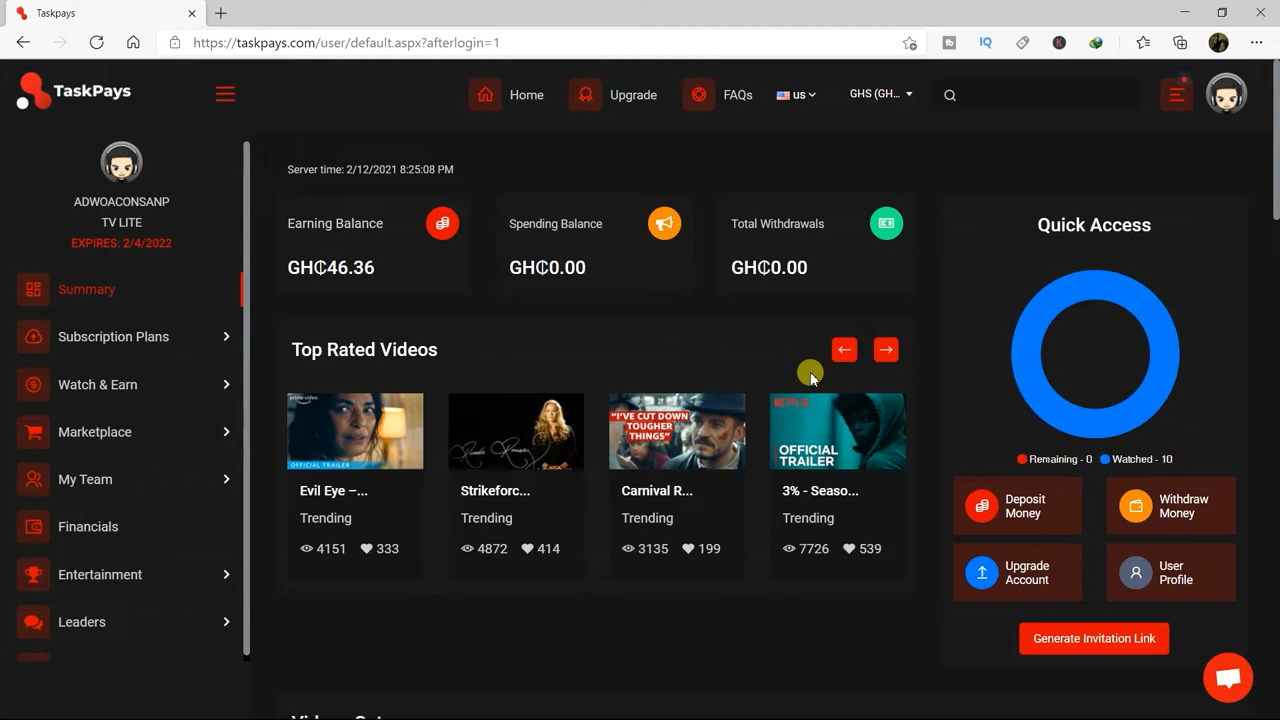 Taskpays
https://taskpays.com/user/default.aspx?afterlogin=1
TaskPays
Home
Upgrade
FAQs
us
GHS (GH...
ADWOACONSANP
TV LITE
EXPIRES: 2/4/2022
Summary
Subscription Plans
Watch & Earn
Marketplace
My Team
Financials
Entertainment
Leaders
Server time: 2/12/2021 8:25:08 PM
Earning Balance
GH₵46.36
Spending Balance
GH₵0.00
Total Withdrawals
GH₵0.00
Top Rated Videos
prime video
OFFICIAL TRAILER
Evil Eye –...
Trending
4151 333
Strikeforc...
Trending
4872 414
"I'VE CUT DOWN
TOUGHER
THINGS"
Carnival R...
Trending
3135 199
NETFLIX
OFFICIAL
TRAILER
3% - Seaso...
Trending
7726 539
Quick Access
Remaining - 0 Watched - 10
Deposit
Money
Withdraw
Money
Upgrade
Account
User
Profile
Generate Invitation Link